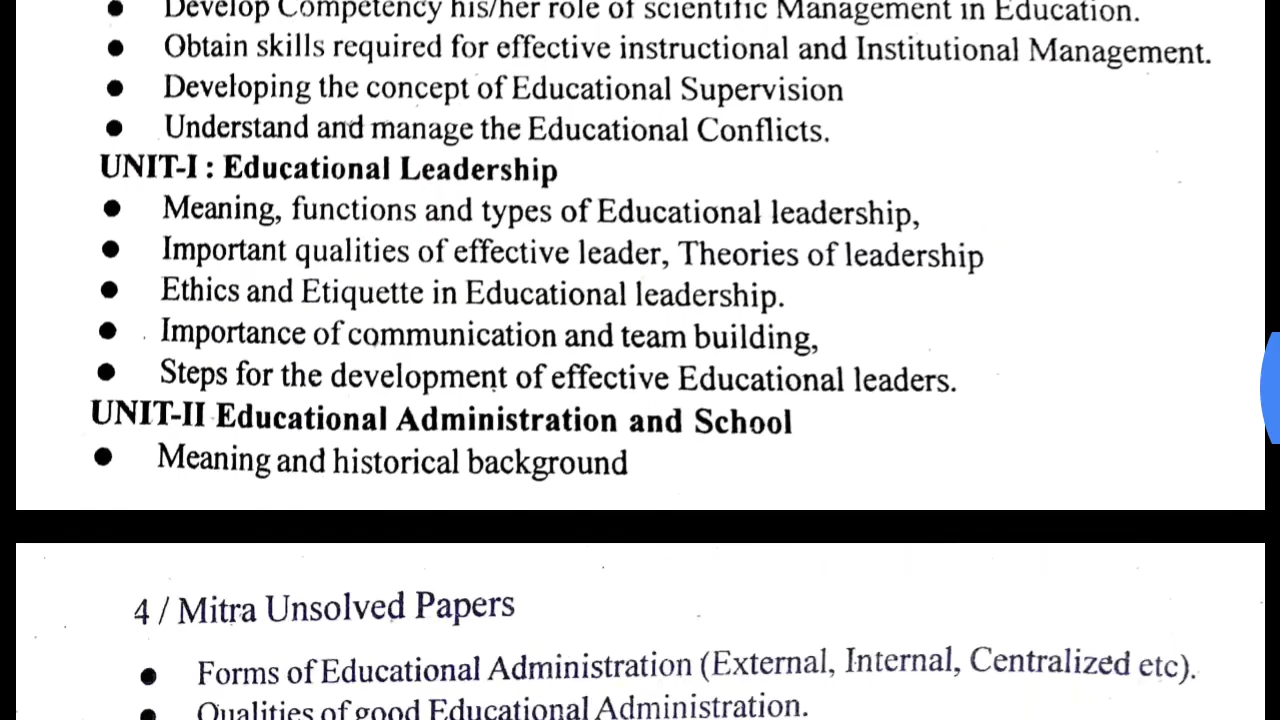 Develop Competency his/her role of scientific Management in Education.
● Obtain skills required for effective instructional and Institutional Management.
● Developing the concept of Educational Supervision
● Understand and manage the Educational Conflicts.
UNIT-I : Educational Leadership
● Meaning, functions and types of Educational leadership,
● Important qualities of effective leader, Theories of leadership
● Ethics and Etiquette in Educational leadership.
● Importance of communication and team building,
● Steps for the development of effective Educational leaders.
UNIT-II Educational Administration and School
● Meaning and historical background
4 / Mitra Unsolved Papers
● Forms of Educational Administration (External, Internal, Centralized etc).
● Qualities of good Educational Administration.